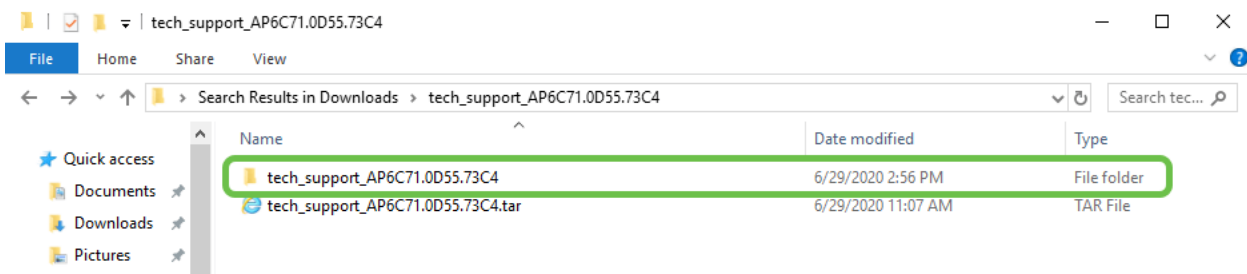 tech_support_AP6C71.0D55.73C4
File Home Share View ?
Search Results in Downloads > tech_support_AP6C71.0D55.73C4 Search tec...
Name Date modified Type
Quick access
tech_support_AP6C71.0D55.73C4 6/29/2020 2:56 PM File folder
Documents
tech_support_AP6C71.0D55.73C4.tar 6/29/2020 11:07 AM TAR File
Downloads
Pictures